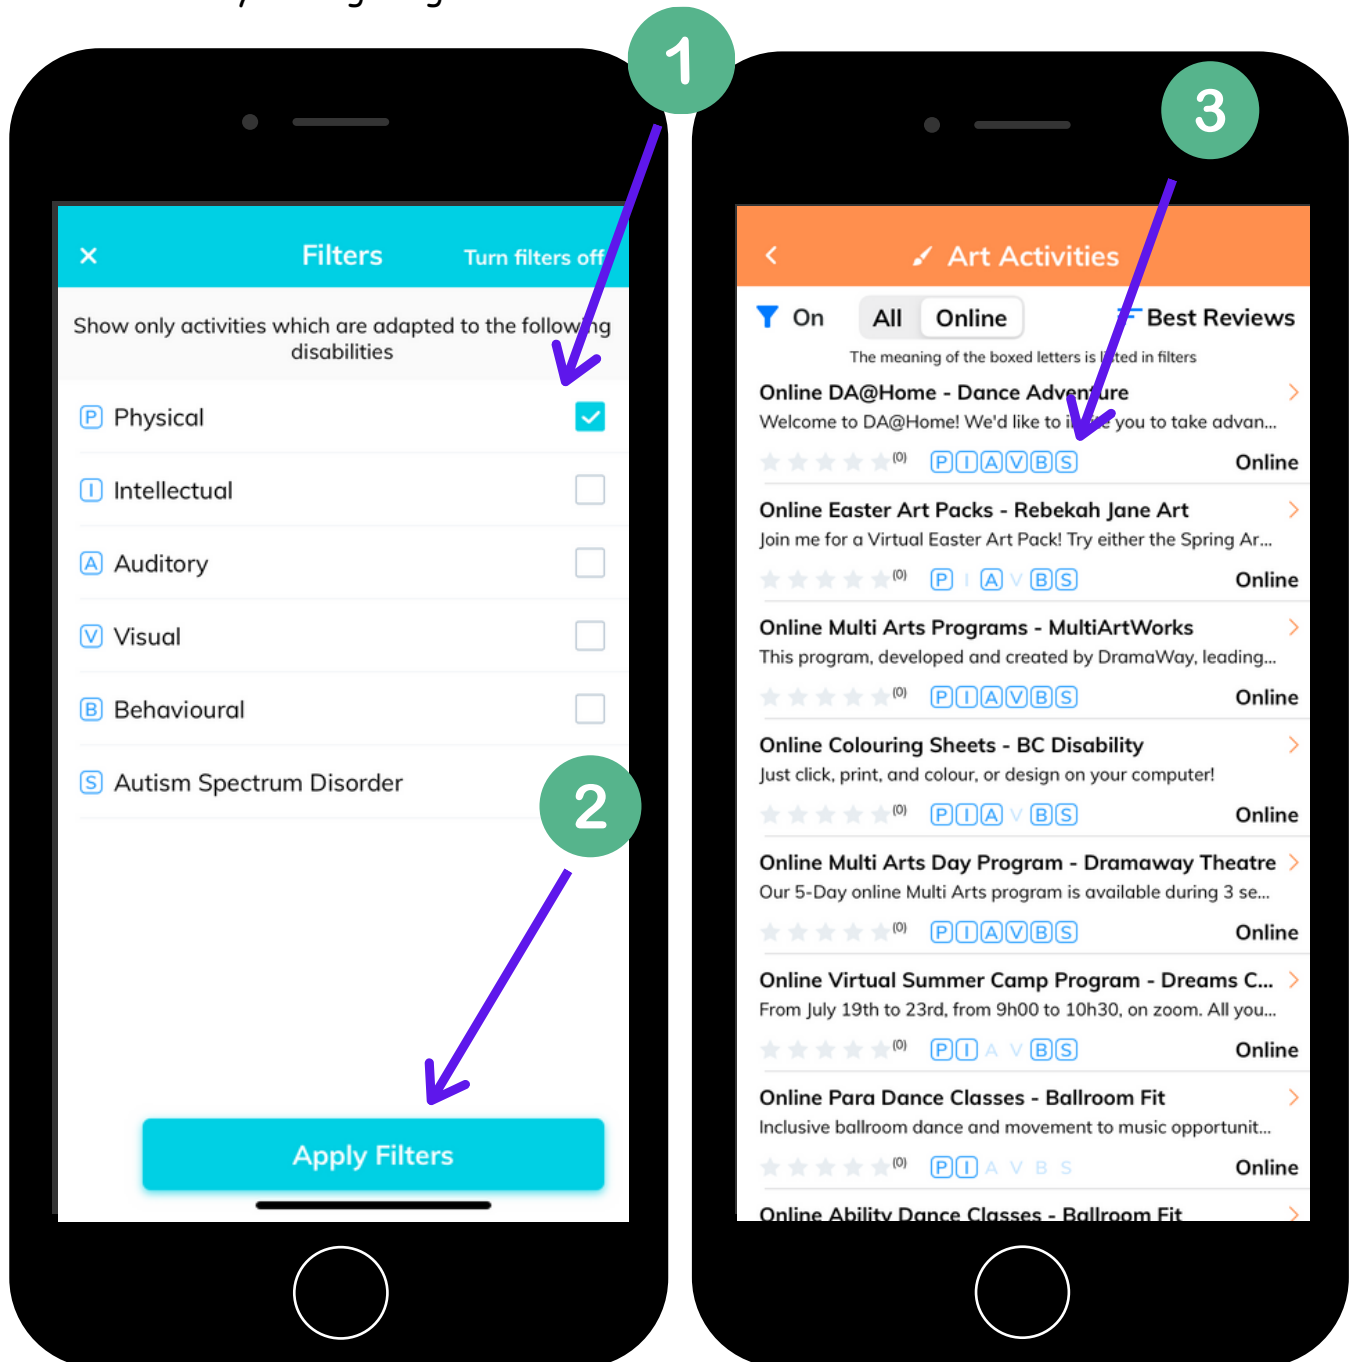 1
Filters
Turn filters off
Show only activities which are adapted to the following
disabilities
P Physical
I Intellectual
A Auditory
V Visual
B Behavioural
S Autism Spectrum Disorder
2
Apply Filters
3
Art Activities
On All Online Best Reviews
The meaning of the boxed letters is listed in filters
Online DA@Home - Dance Adventure
Welcome to DA@Home! We'd like to invite you to take advan...
(0) P I A V B S Online
Online Easter Art Packs - Rebekah Jane Art
Join me for a Virtual Easter Art Pack! Try either the Spring Ar...
(0) P I A V B S Online
Online Multi Arts Programs - MultiArtWorks
This program, developed and created by DramaWay, leading...
(0) P I A V B S Online
Online Colouring Sheets - BC Disability
Just click, print, and colour, or design on your computer!
(0) P I A V B S Online
Online Multi Arts Day Program - Dramaway Theatre
Our 5-Day online Multi Arts program is available during 3 se...
(0) P I A V B S Online
Online Virtual Summer Camp Program - Dreams C...
From July 19th to 23rd, from 9h00 to 10h30, on zoom. All you...
(0) P I A V B S Online
Online Para Dance Classes - Ballroom Fit
Inclusive ballroom dance and movement to music opportunit...
(0) P I A V B S Online
Online Ability Dance Classes - Ballroom Fit